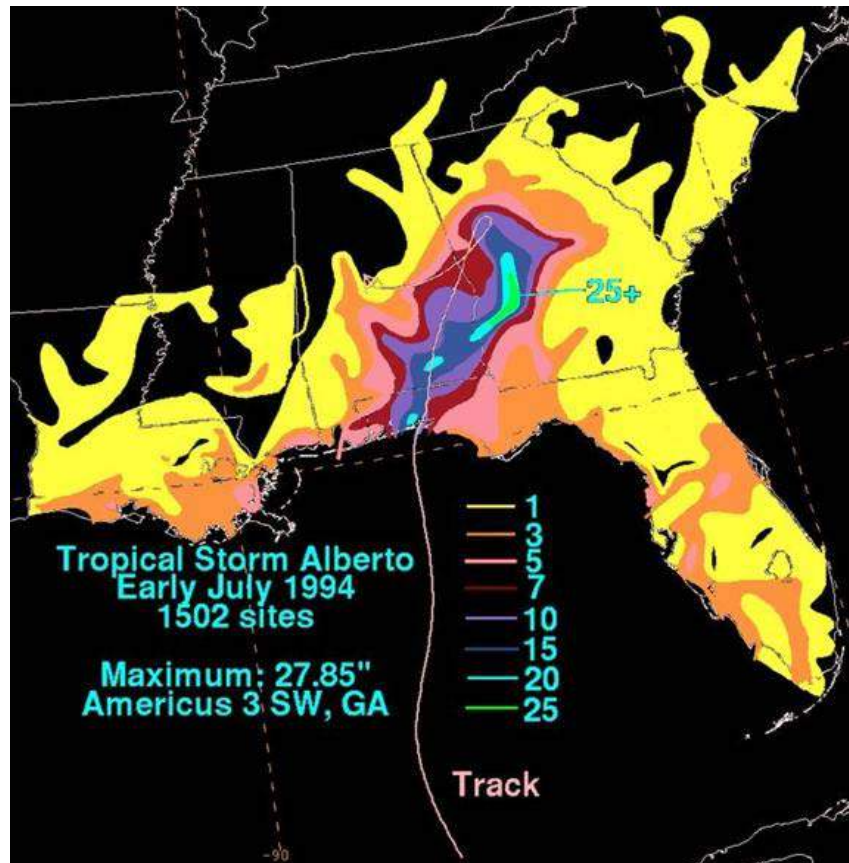 25+
1
3
5
7
10
15
20
25
Tropical Storm Alberto
Early July 1994
1502 sites
Maximum: 27.85"
Americus 3 SW, GA
Track
-90